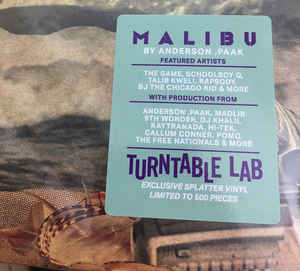 MALIBU
BY ANDERSON .PAAK
FEATURED ARTISTS
THE GAME, SCHOOLBOY Q,
TALIB KWELI, RAPSODY,
BJ THE CHICAGO KID & MORE
WITH PRODUCTION FROM
ANDERSON .PAAK, MADLIB
9TH WONDER, DJ KHALIL
KAYTRANADA, HI-TEK,
CALLUM CONNER, POMO,
THE FREE NATIONALS & MORE
TURNTABLE LAB
EXCLUSIVE SPLATTER VINYL
LIMITED TO 500 PIECES